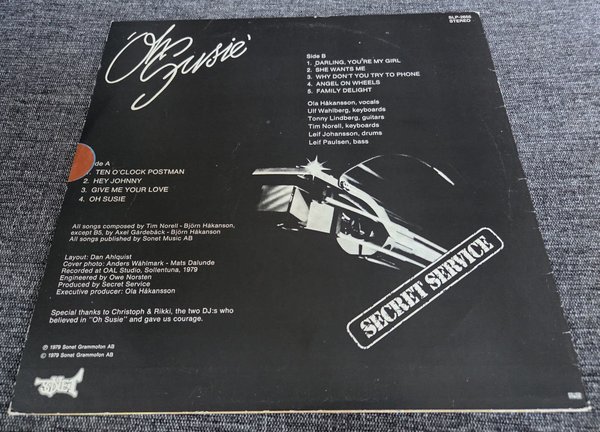 'Oh Susie'
SLP-2658
STEREO
Side B
1. DARLING, YOU'RE MY GIRL
2. SHE WANTS ME
3. WHY DON'T YOU TRY TO PHONE
4. ANGEL ON WHEELS
5. FAMILY DELIGHT
Ola Håkansson, vocals
Ulf Wahlberg, keyboards
Tonny Lindberg, guitars
Tim Norell, keyboards
Leif Johansson, drums
Leif Paulsen, bass
de A
1. TEN O'CLOCK POSTMAN
2. HEY JOHNNY
3. GIVE ME YOUR LOVE
4. OH SUSIE
All songs composed by Tim Norell - Björn Håkanson,
except B5, by Axel Gårdebäck - Björn Håkanson
All songs published by Sonet Music AB
Layout: Dan Ahlquist
Cover photo: Anders Wählmark - Mats Dalunde
Recorded at OAL Studio, Sollentuna, 1979
Engineered by Owe Norsten
Produced by Secret Service
Executive producer: Ola Håkansson
Special thanks to Christoph & Rikki, the two DJ:s who
believed in "Oh Susie" and gave us courage.
℗ 1979 Sonet Grammofon AB
© 1979 Sonet Grammofon AB
SONET
SECRET SERVICE